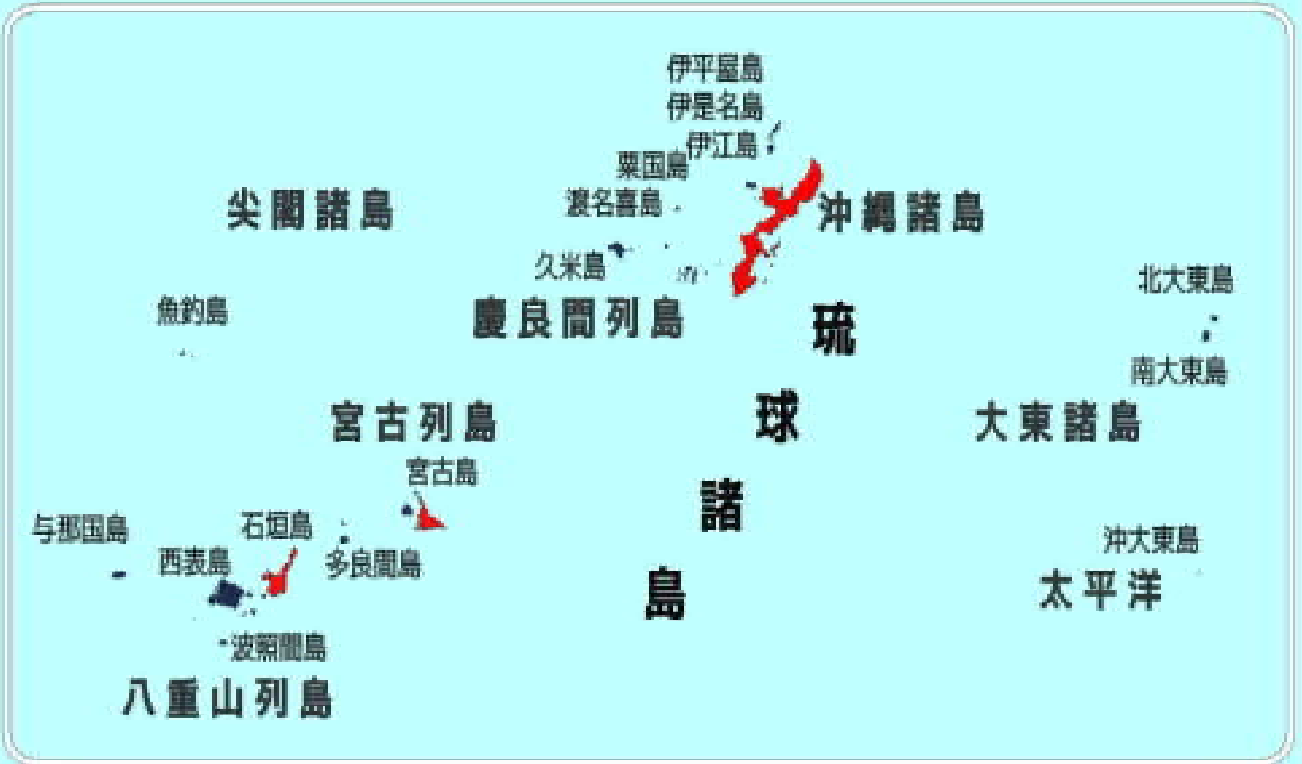 伊平屋島
伊是名島
伊江島
粟国島
渡名喜島
尖閣諸島
沖縄諸島
久米島
北大東島
魚釣島
慶良間列島
琉球諸島
南大東島
宮古列島
大東諸島
宮古島
与那国島
石垣島
西表島
多良間島
沖大東島
太平洋
波照間島
八重山列島